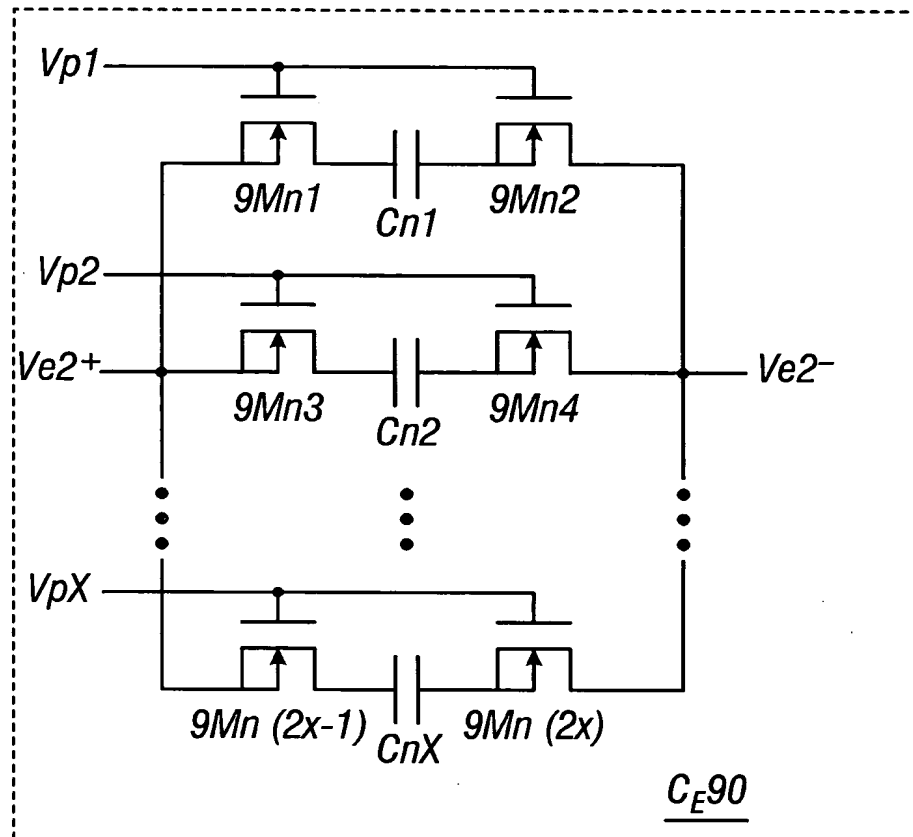 Vp1
9Mn1
Cn1
9Mn2
Vp2
Ve2+
Ve2-
9Mn3
Cn2
9Mn4
VpX
9Mn (2x-1)
CnX
9Mn (2x)
CE90